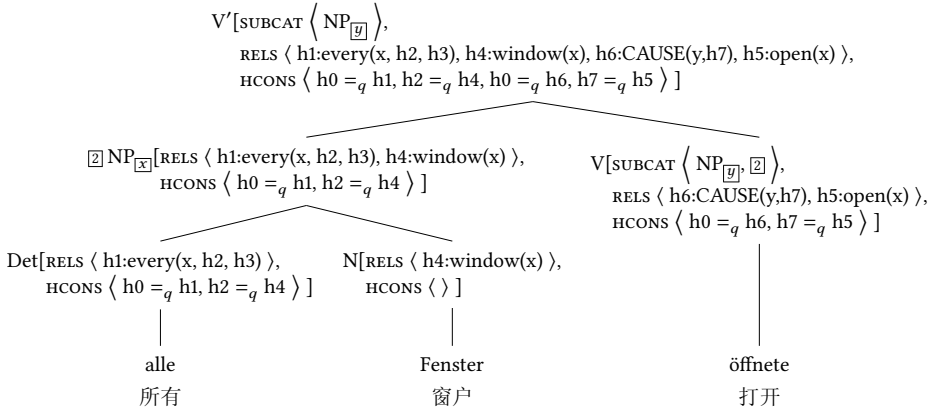 V′[SUBCAT ⟨ NP[y] ⟩,
RELS ⟨ h1:every(x, h2, h3), h4:window(x), h6:CAUSE(y,h7), h5:open(x) ⟩,
HCONS ⟨ h0 =q h1, h2 =q h4, h0 =q h6, h7 =q h5 ⟩ ]
[2] NP[x][RELS ⟨ h1:every(x, h2, h3), h4:window(x) ⟩,
HCONS ⟨ h0 =q h1, h2 =q h4 ⟩ ]
V[SUBCAT ⟨ NP[y], [2] ⟩,
RELS ⟨ h6:CAUSE(y,h7), h5:open(x) ⟩,
HCONS ⟨ h0 =q h6, h7 =q h5 ⟩ ]
Det[RELS ⟨ h1:every(x, h2, h3) ⟩,
HCONS ⟨ h0 =q h1, h2 =q h4 ⟩ ]
N[RELS ⟨ h4:window(x) ⟩,
HCONS ⟨ ⟩ ]
alle
Fenster
öffnete
所有
窗户
打开